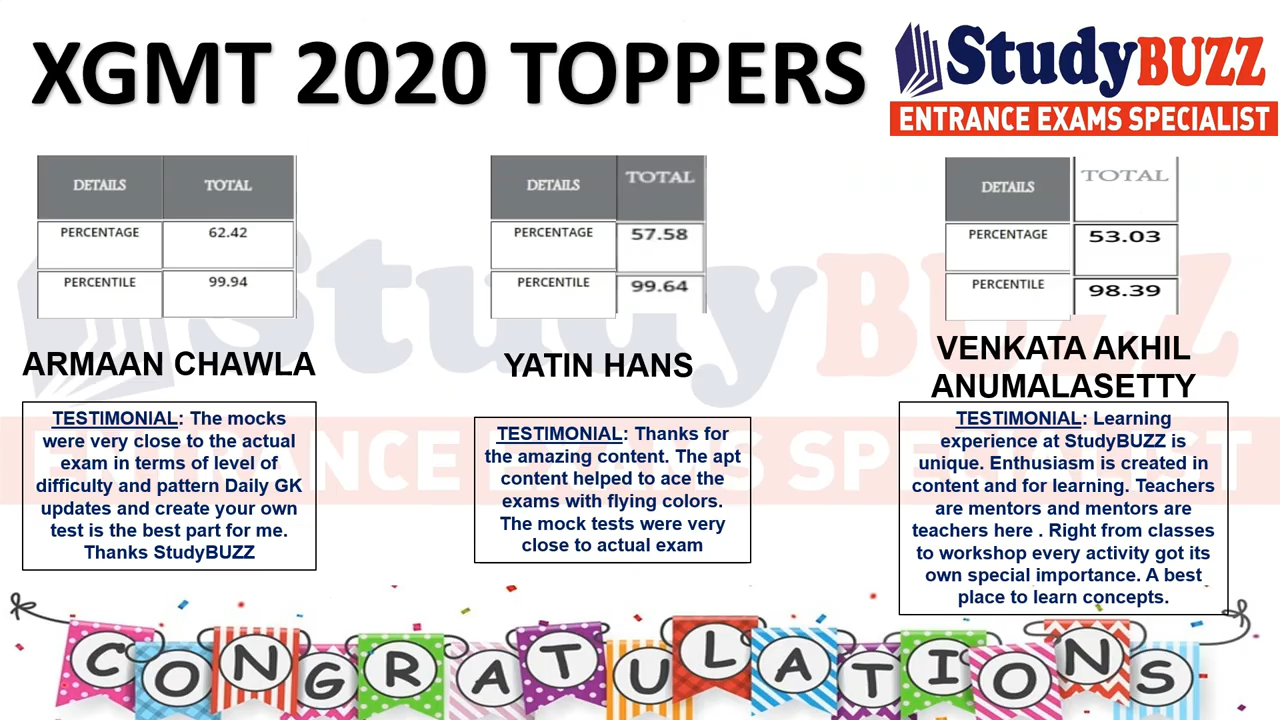 XGMT 2020 TOPPERS
StudyBUZZ
ENTRANCE EXAMS SPECIALIST
DETAILS TOTAL
PERCENTAGE 62.42
PERCENTILE 99.94
ARMAAN CHAWLA
TESTIMONIAL: The mocks
were very close to the actual
exam in terms of level of
difficulty and pattern Daily GK
updates and create your own
test is the best part for me.
Thanks StudyBUZZ
DETAILS TOTAL
PERCENTAGE 57.58
PERCENTILE 99.64
YATIN HANS
TESTIMONIAL: Thanks for
the amazing content. The apt
content helped to ace the
exams with flying colors.
The mock tests were very
close to actual exam
DETAILS TOTAL
PERCENTAGE 53.03
PERCENTILE 98.39
VENKATA AKHIL
ANUMALASETTY
TESTIMONIAL: Learning
experience at StudyBUZZ is
unique. Enthusiasm is created in
content and for learning. Teachers
are mentors and mentors are
teachers here . Right from classes
to workshop every activity got its
own special importance. A best
place to learn concepts.
StudyBUZZ
ENTRANCE EXAMS SPECIALIST
CONGRATULATIONS